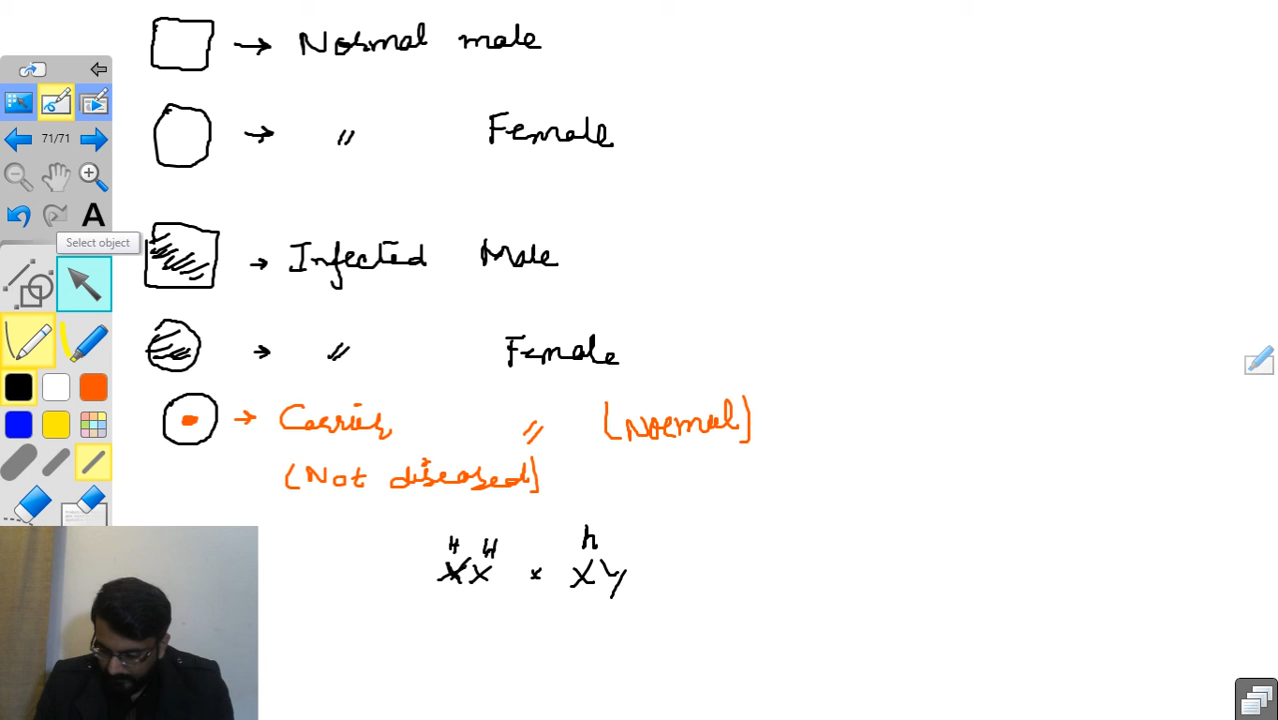 → Normal male
71/71
→ " Female
A
Select object
→ Infected Male
→ " Female
→ Carrier " [Normal]
(Not diseased]
H H h
XX × XY